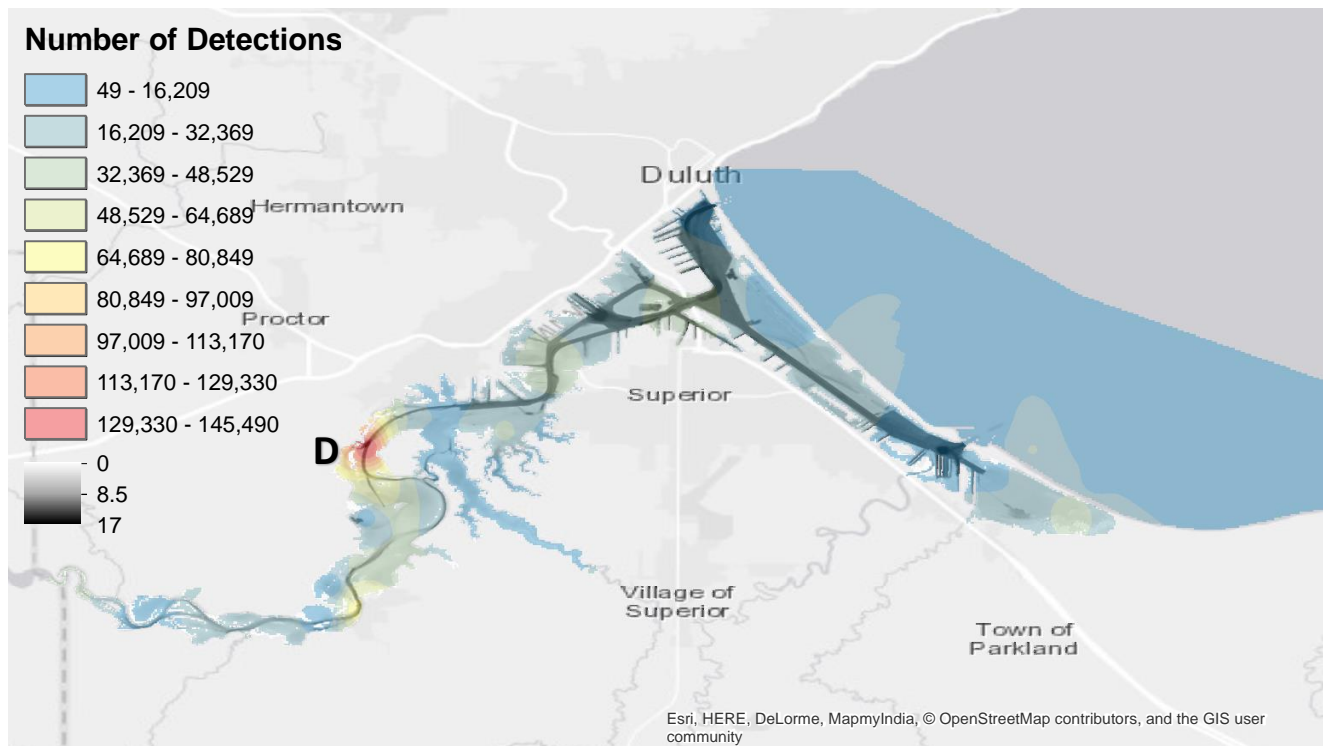 Number of Detections
49 - 16,209
16,209 - 32,369
32,369 - 48,529
48,529 - 64,689
64,689 - 80,849
80,849 - 97,009
97,009 - 113,170
113,170 - 129,330
129,330 - 145,490
0
8.5
17
Duluth
Hermantown
Proctor
Superior
D
Village of
Superior
Town of
Parkland
Esri, HERE, DeLorme, MapmyIndia, © OpenStreetMap contributors, and the GIS user
community